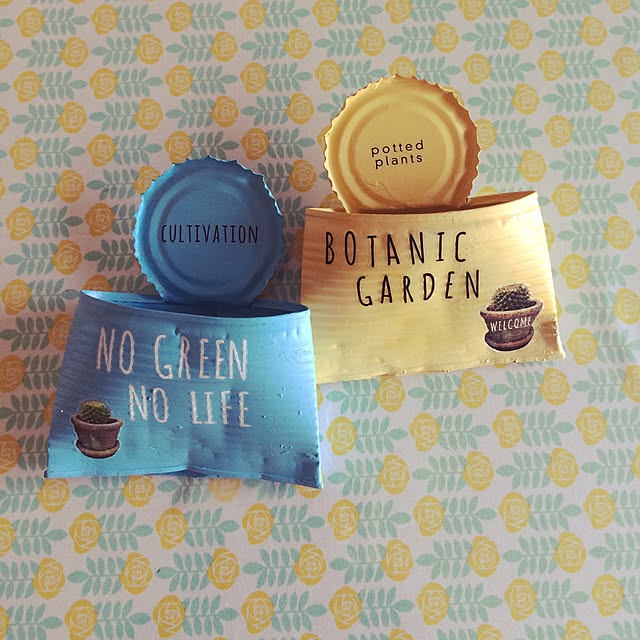 CULTIVATION
NO GREEN
NO LIFE
potted
plants
BOTANIC
GARDEN
WELCOME